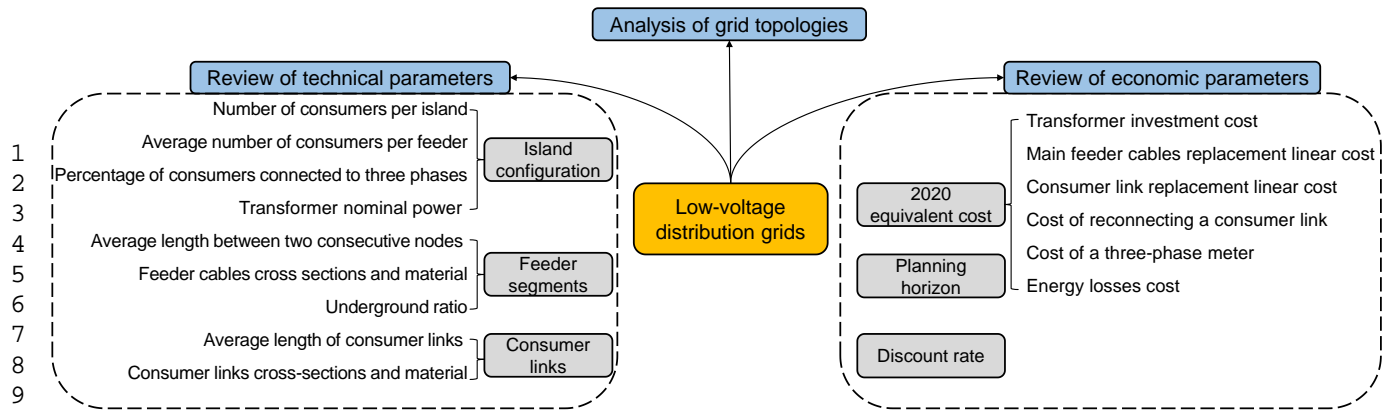 Analysis of grid topologies
Review of technical parameters
Number of consumers per island
Average number of consumers per feeder
Percentage of consumers connected to three phases
Transformer nominal power
Island
configuration
Average length between two consecutive nodes
Feeder cables cross sections and material
Underground ratio
Feeder
segments
Average length of consumer links
Consumer links cross-sections and material
Consumer
links
Low-voltage
distribution grids
Review of economic parameters
2020
equivalent cost
Transformer investment cost
Main feeder cables replacement linear cost
Consumer link replacement linear cost
Cost of reconnecting a consumer link
Cost of a three-phase meter
Energy losses cost
Planning
horizon
Discount rate
1
2
3
4
5
6
7
8
9